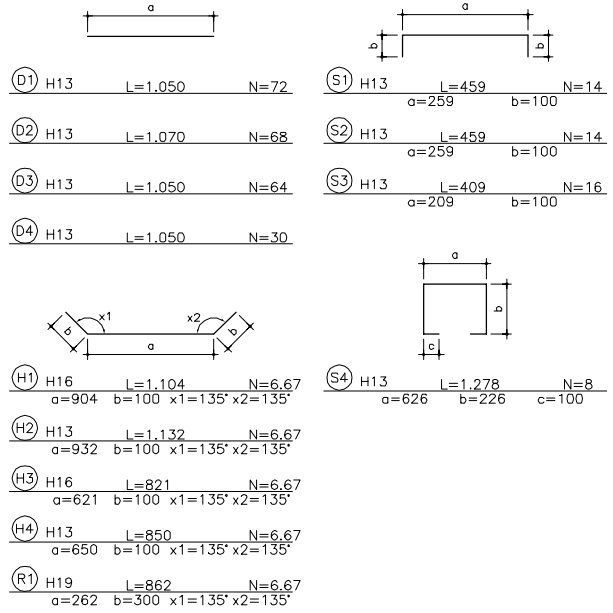 a
D1 H13 L=1.050 N=72
D2 H13 L=1.070 N=68
D3 H13 L=1.050 N=64
D4 H13 L=1.050 N=30
x1 x2
b b
a
H1 H16 L=1.104 N=6.67
a=904 b=100 x1=135° x2=135°
H2 H13 L=1.132 N=6.67
a=932 b=100 x1=135° x2=135°
H3 H16 L=821 N=6.67
a=621 b=100 x1=135° x2=135°
H4 H13 L=850 N=6.67
a=650 b=100 x1=135° x2=135°
R1 H19 L=862 N=6.67
a=262 b=300 x1=135° x2=135°
a
b b
S1 H13 L=459 N=14
a=259 b=100
S2 H13 L=459 N=14
a=259 b=100
S3 H13 L=409 N=16
a=209 b=100
a
b
c
S4 H13 L=1.278 N=8
a=626 b=226 c=100